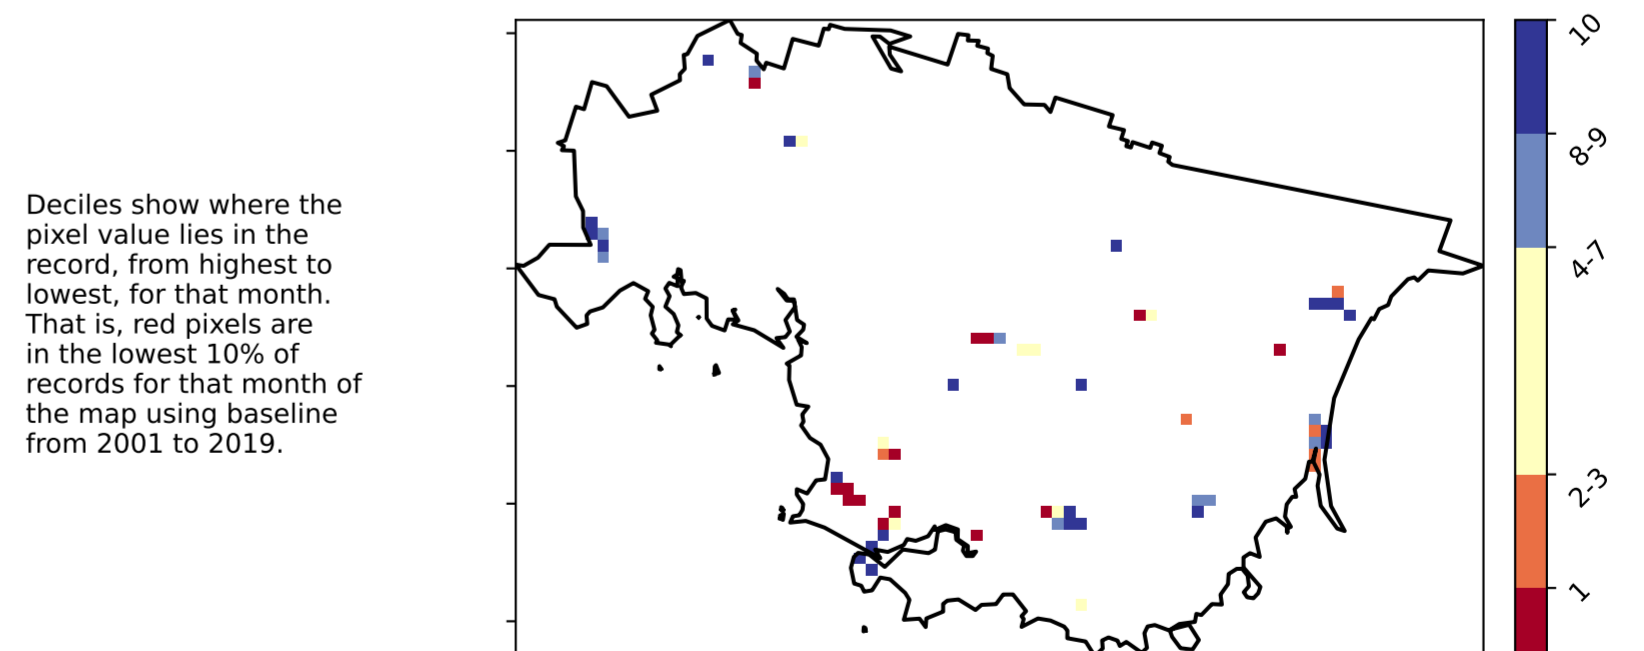 Deciles show where the
pixel value lies in the
record, from highest to
lowest, for that month.
That is, red pixels are
in the lowest 10% of
records for that month of
the map using baseline
from 2001 to 2019.
10
8-9
4-7
2-3
1